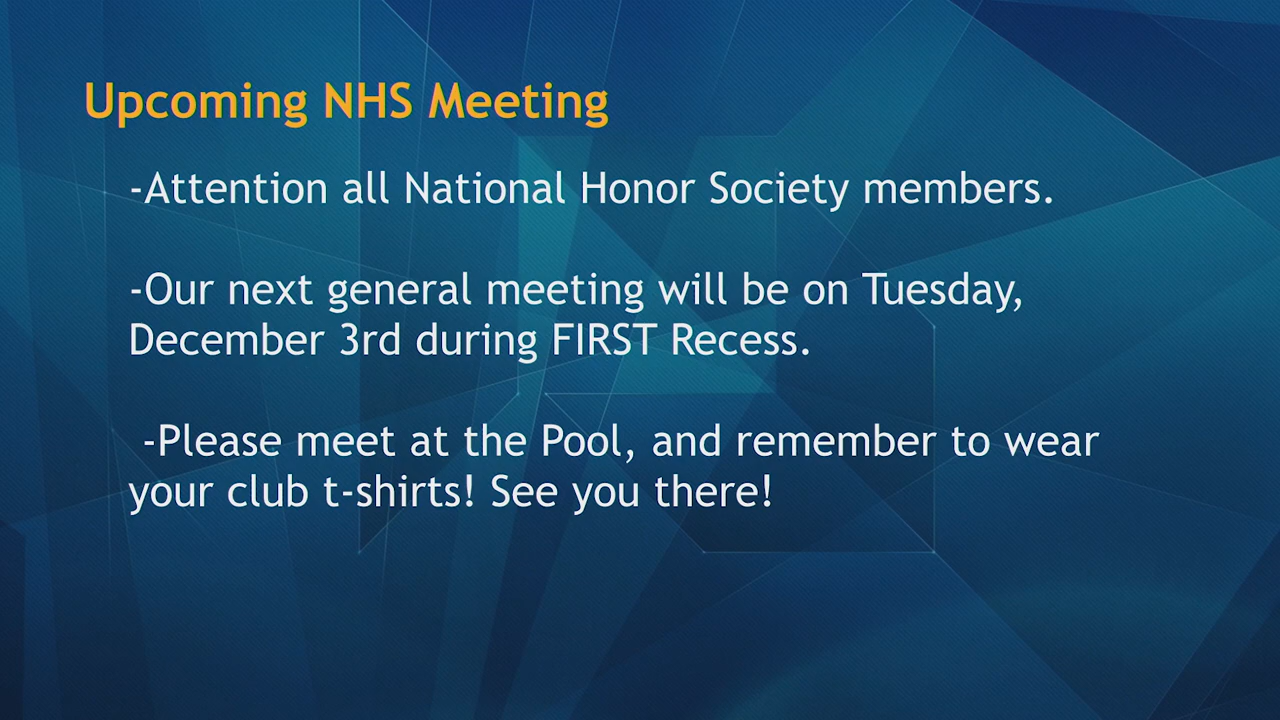 Upcoming NHS Meeting
-Attention all National Honor Society members.
-Our next general meeting will be on Tuesday,
December 3rd during FIRST Recess.
-Please meet at the Pool, and remember to wear
your club t-shirts! See you there!